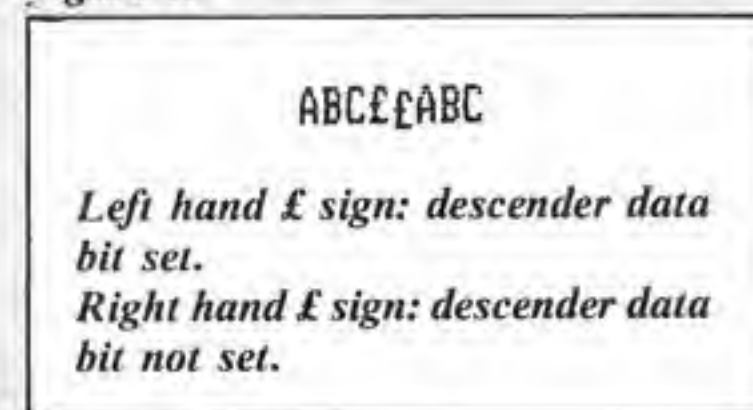 ABC££ABC
Left hand £ sign: descender data
bit set.
Right hand £ sign: descender data
bit not set.